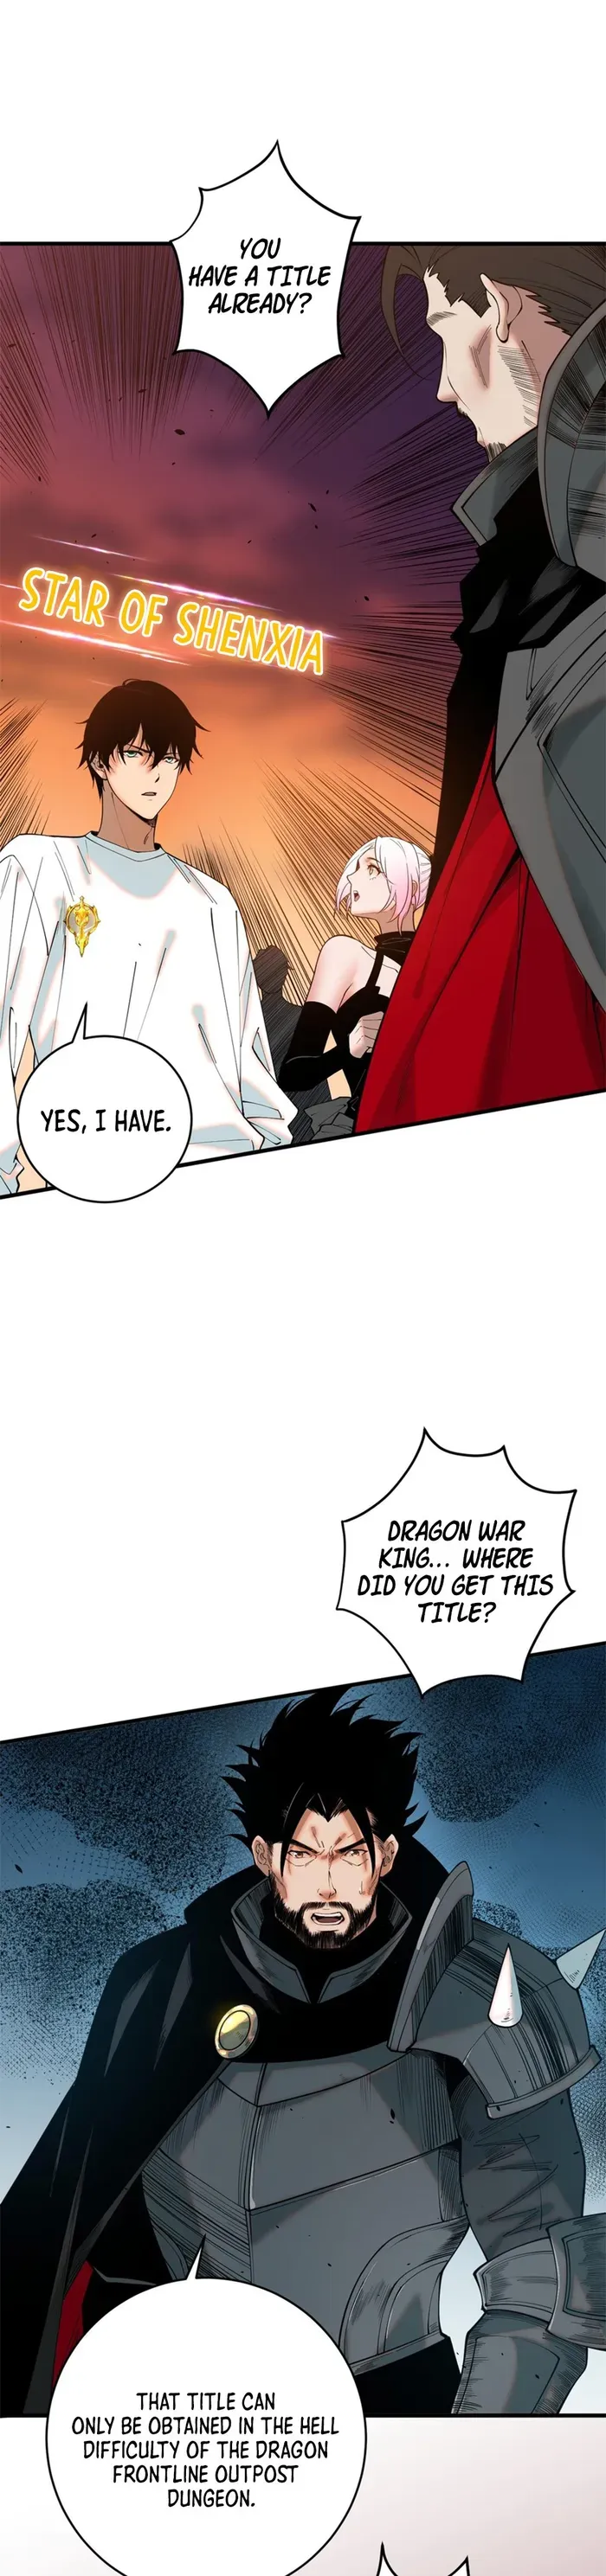 YOU
HAVE A TITLE
ALREADY?
STAR OF SHENXIA
YES, I HAVE.
DRAGON WAR
KING... WHERE
DID YOU GET THIS
TITLE?
THAT TITLE CAN
ONLY BE OBTAINED IN THE HELL
DIFFICULTY OF THE DRAGON
FRONTLINE OUTPOST
DUNGEON.